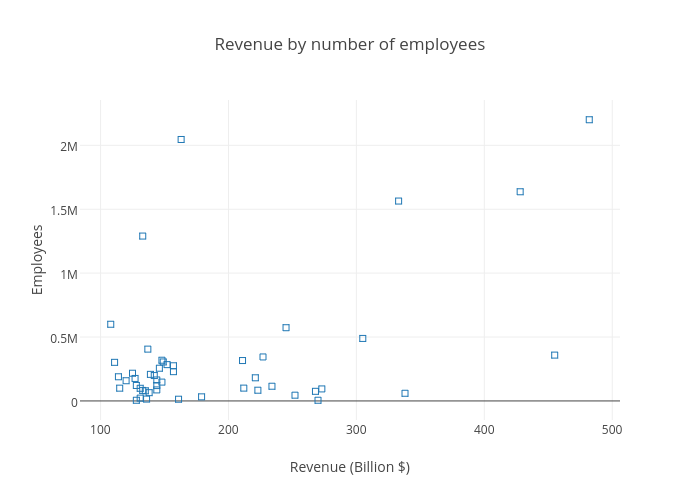 Revenue by number of employees
2M
1.5M
1M
0.5M
0
Employees
100
200
300
400
500
Revenue (Billion $)